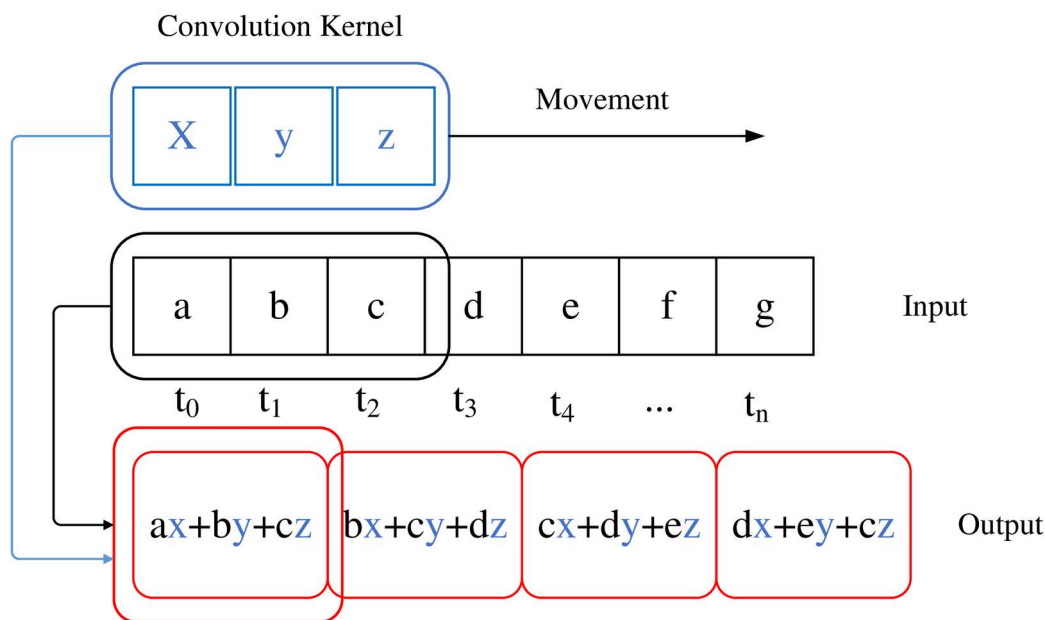 Convolution Kernel
X y z
Movement
a b c d e f g
Input
t₀ t₁ t₂ t₃ t₄ ... tₙ
ax+by+cz bx+cy+dz cx+dy+ez dx+ey+cz
Output